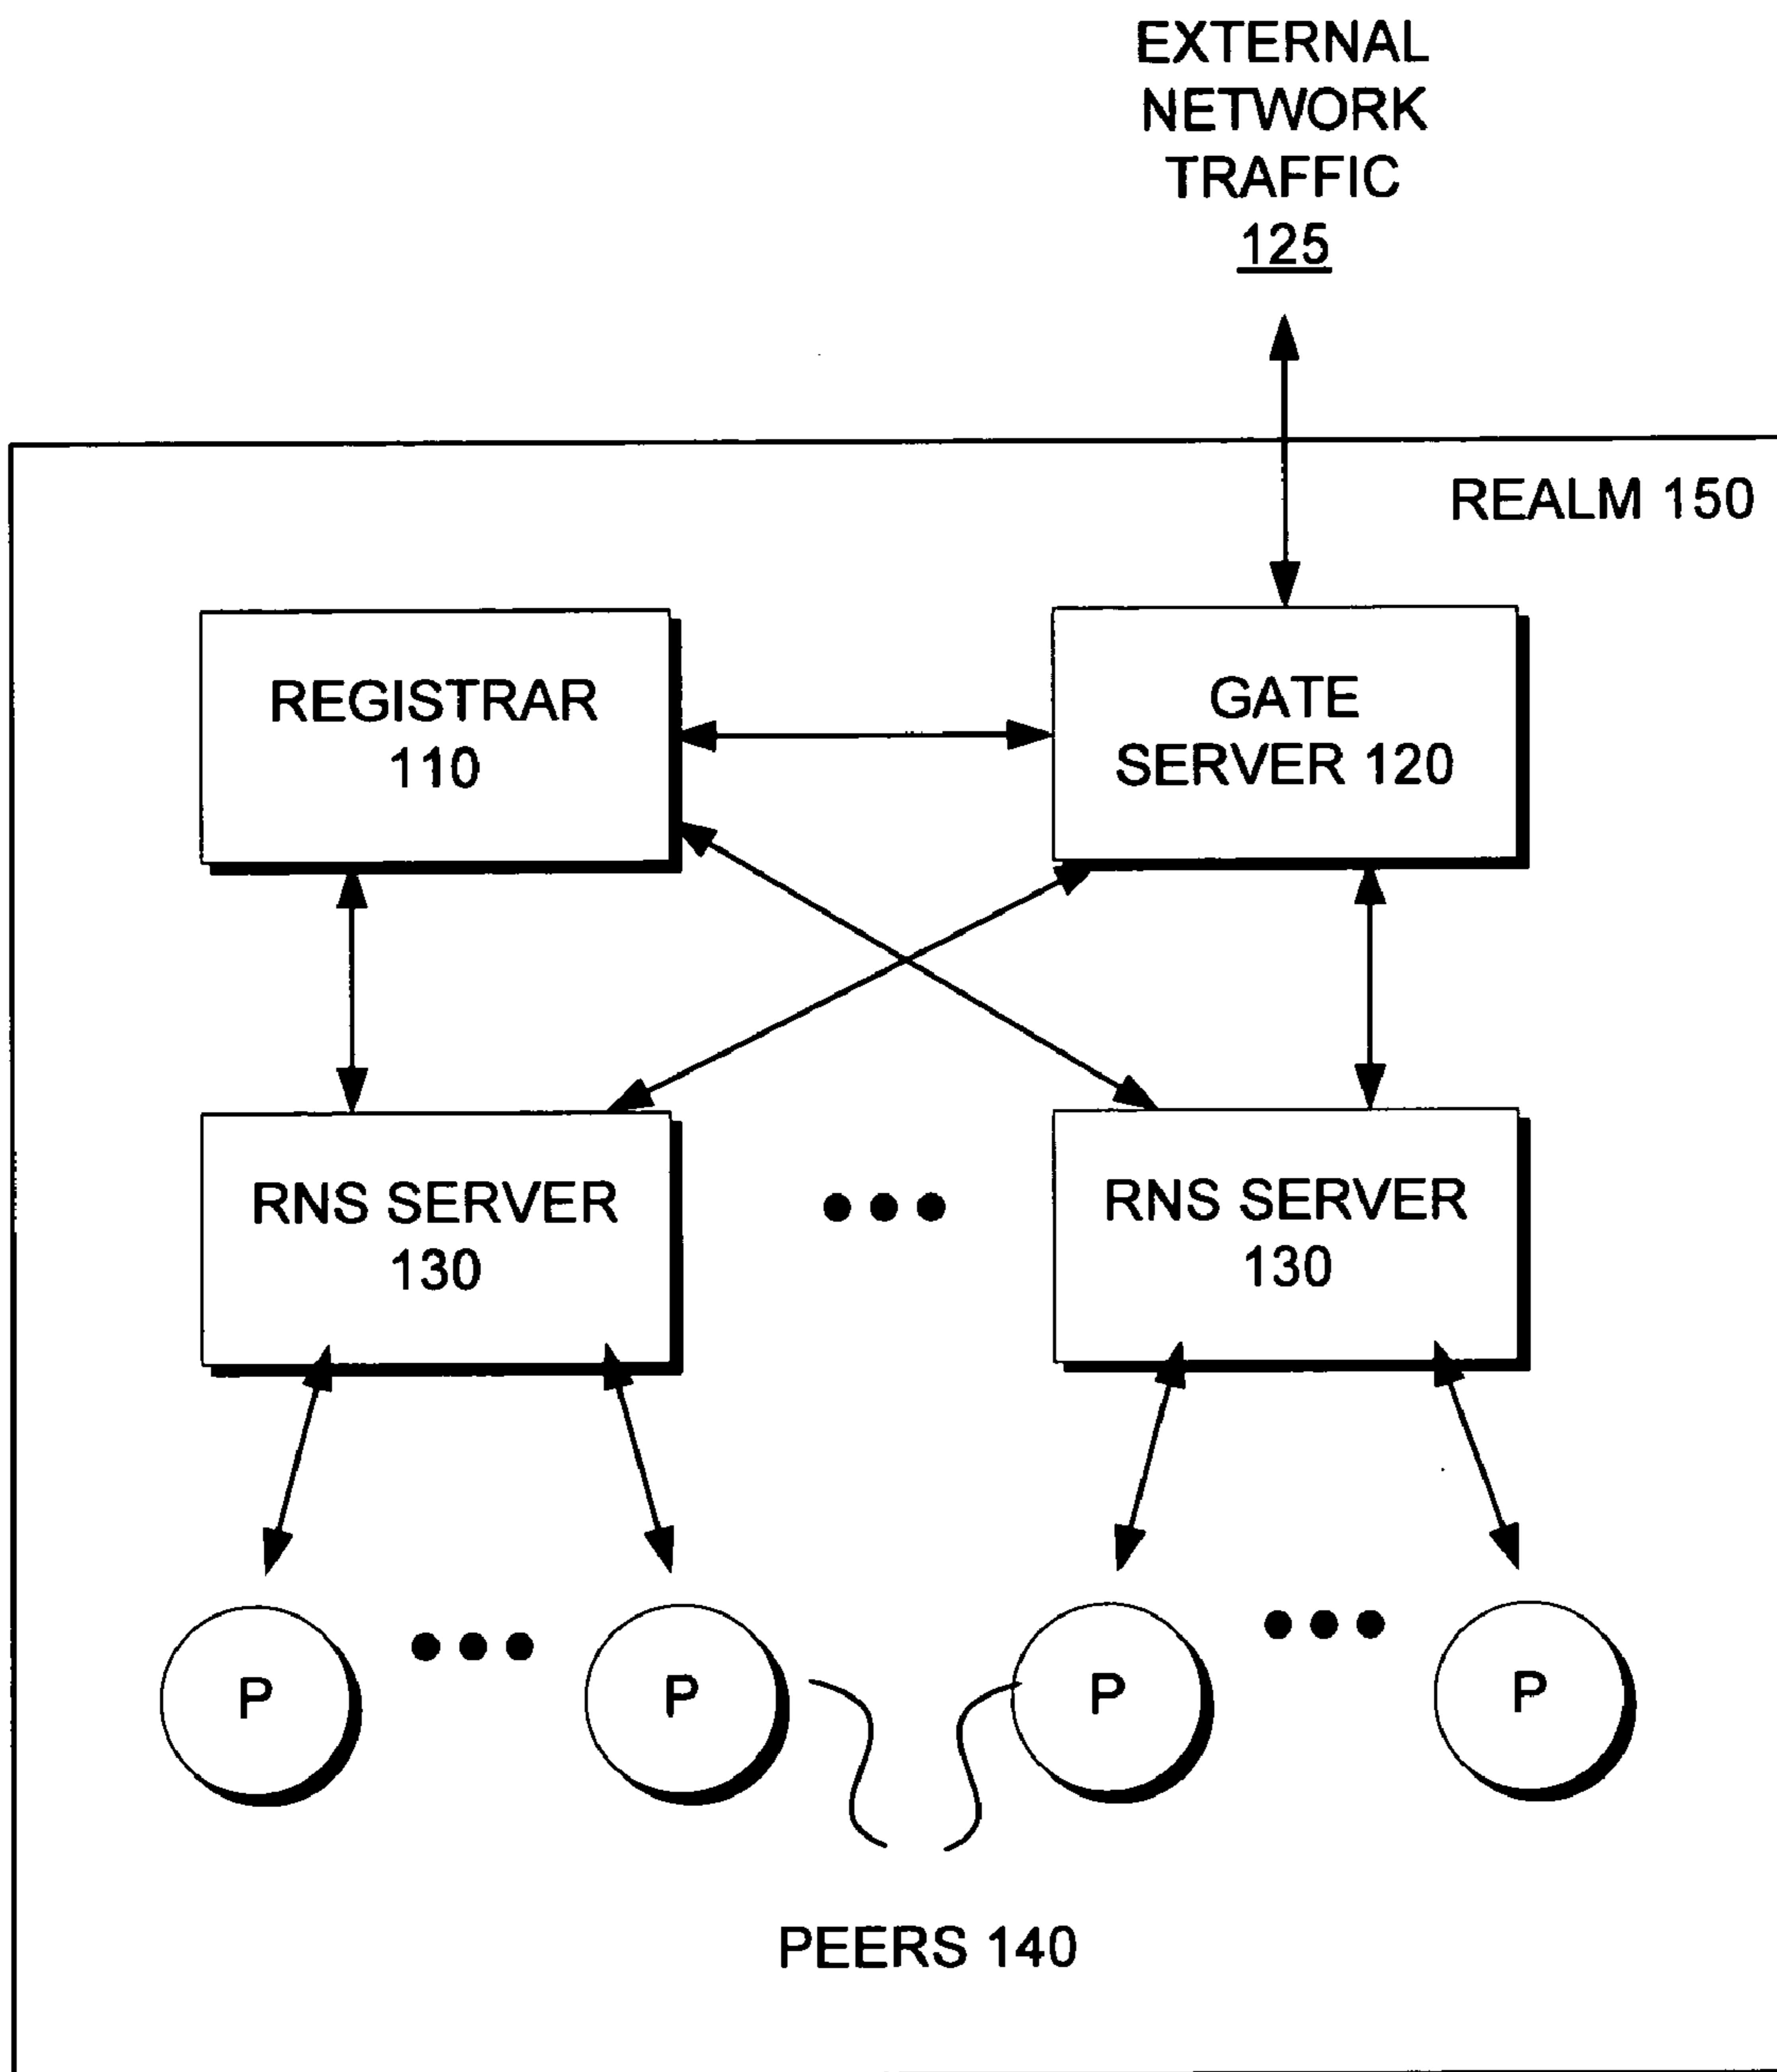 EXTERNAL
NETWORK
TRAFFIC
125
REALM 150
REGISTRAR
110
GATE
SERVER 120
RNS SERVER
130
RNS SERVER
130
P
P
P
P
PEERS 140